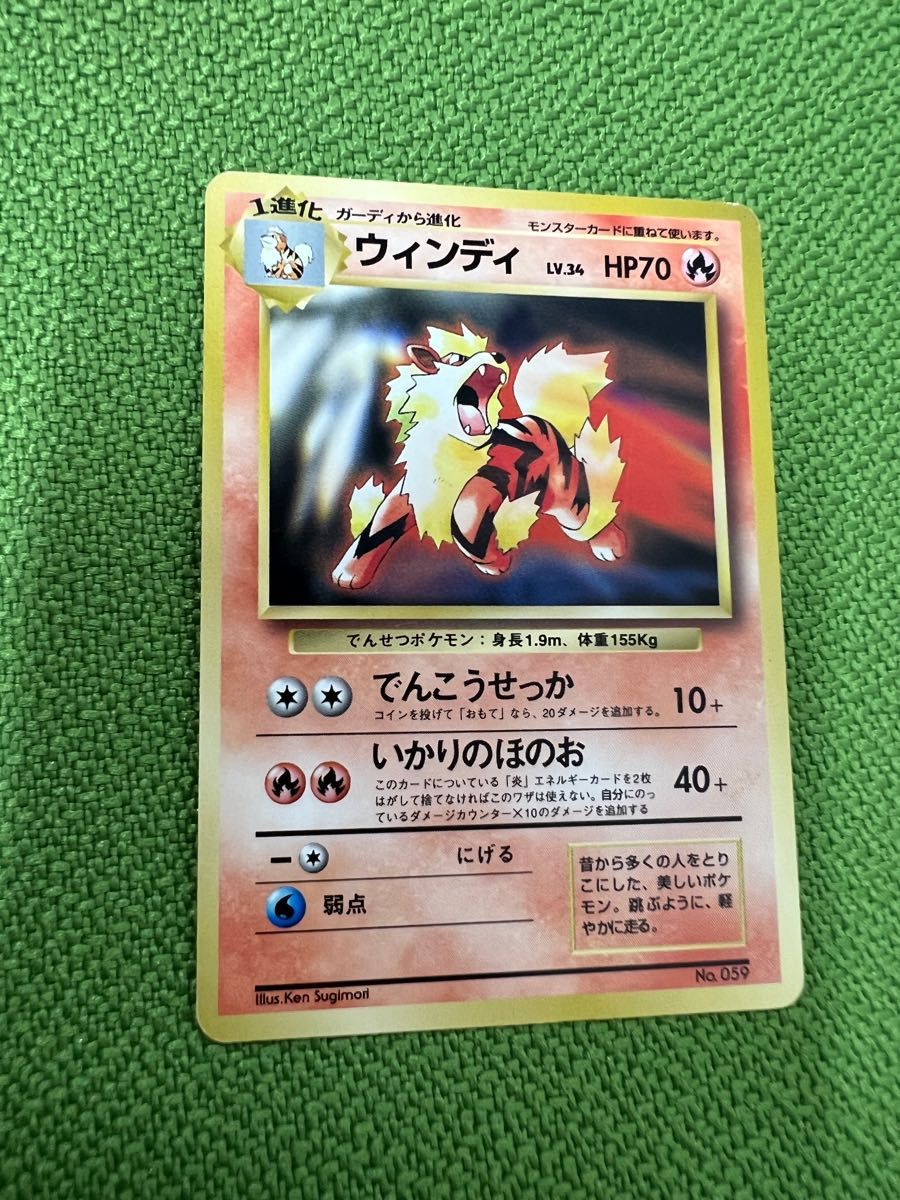 1進化
ガーディから進化
モンスターカードに重ねて使います。
ウィンディ LV.34 HP70
でんせつポケモン：身長1.9m、体重155Kg
でんこうせっか 10+
コインを投げて「おもて」なら、20ダメージを追加する。
いかりのほのお 40+
このカードについている「炎」エネルギーカードを2枚
はがして捨てなければこのワザは使えない。自分にのっ
ているダメージカウンター×10のダメージを追加する
ー にげる
弱点
昔から多くの人をとり
こにした、美しいポケ
モン。跳ぶように、軽
やかに走る。
No. 059
Illus.Ken Sugimori